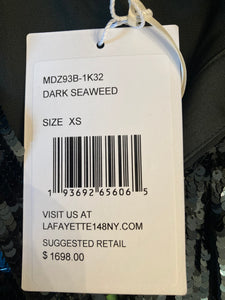 MDZ93B-1K32
DARK SEAWEED
SIZE XS
1 93692 65606 5
VISIT US AT
LAFAYETTE148NY.COM
SUGGESTED RETAIL
$ 1698.00